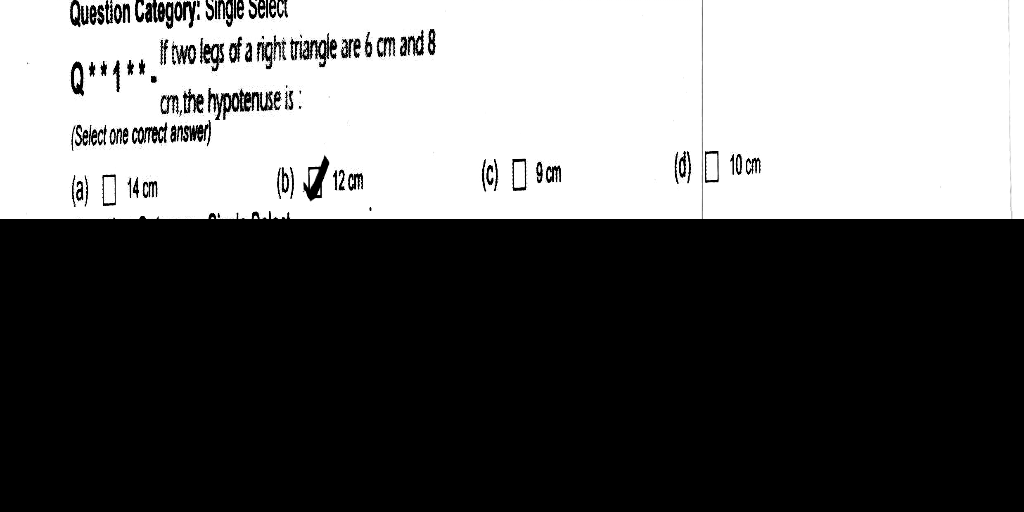 Question Category: Single Select
Q**1**. If two legs of a right triangle are 6 cm and 8
cm,the hypotenuse is :
(Select one correct answer)
(a) 14 cm (b) 12 cm (c) 9 cm (d) 10 cm